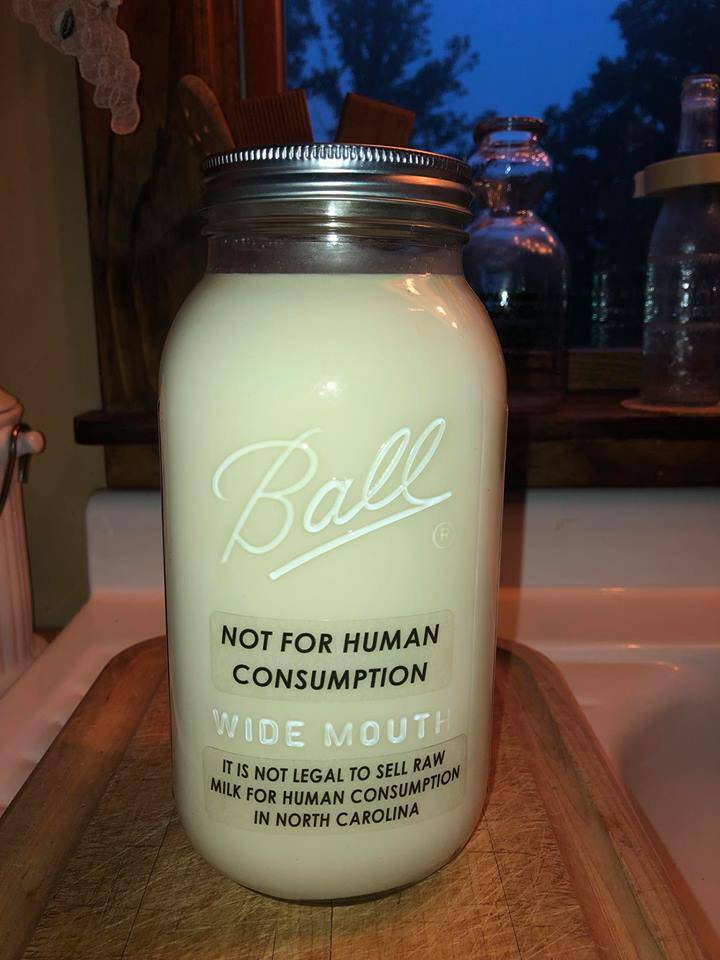 Ball®
NOT FOR HUMAN
CONSUMPTION
WIDE MOUTH
IT IS NOT LEGAL TO SELL RAW
MILK FOR HUMAN CONSUMPTION
IN NORTH CAROLINA